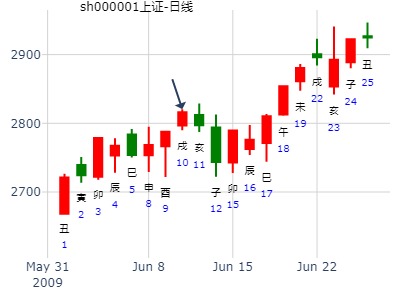 sh000001上证-日线
2900
2800
2700
丑 1
寅 2
卯 3
辰 4
巳 5
申 8
酉 9
戌 10
亥 11
子 12
卯 15
辰 16
巳 17
午 18
未 19
戌 22
亥 23
子 24
丑 25
May 31
2009
Jun 8
Jun 15
Jun 22